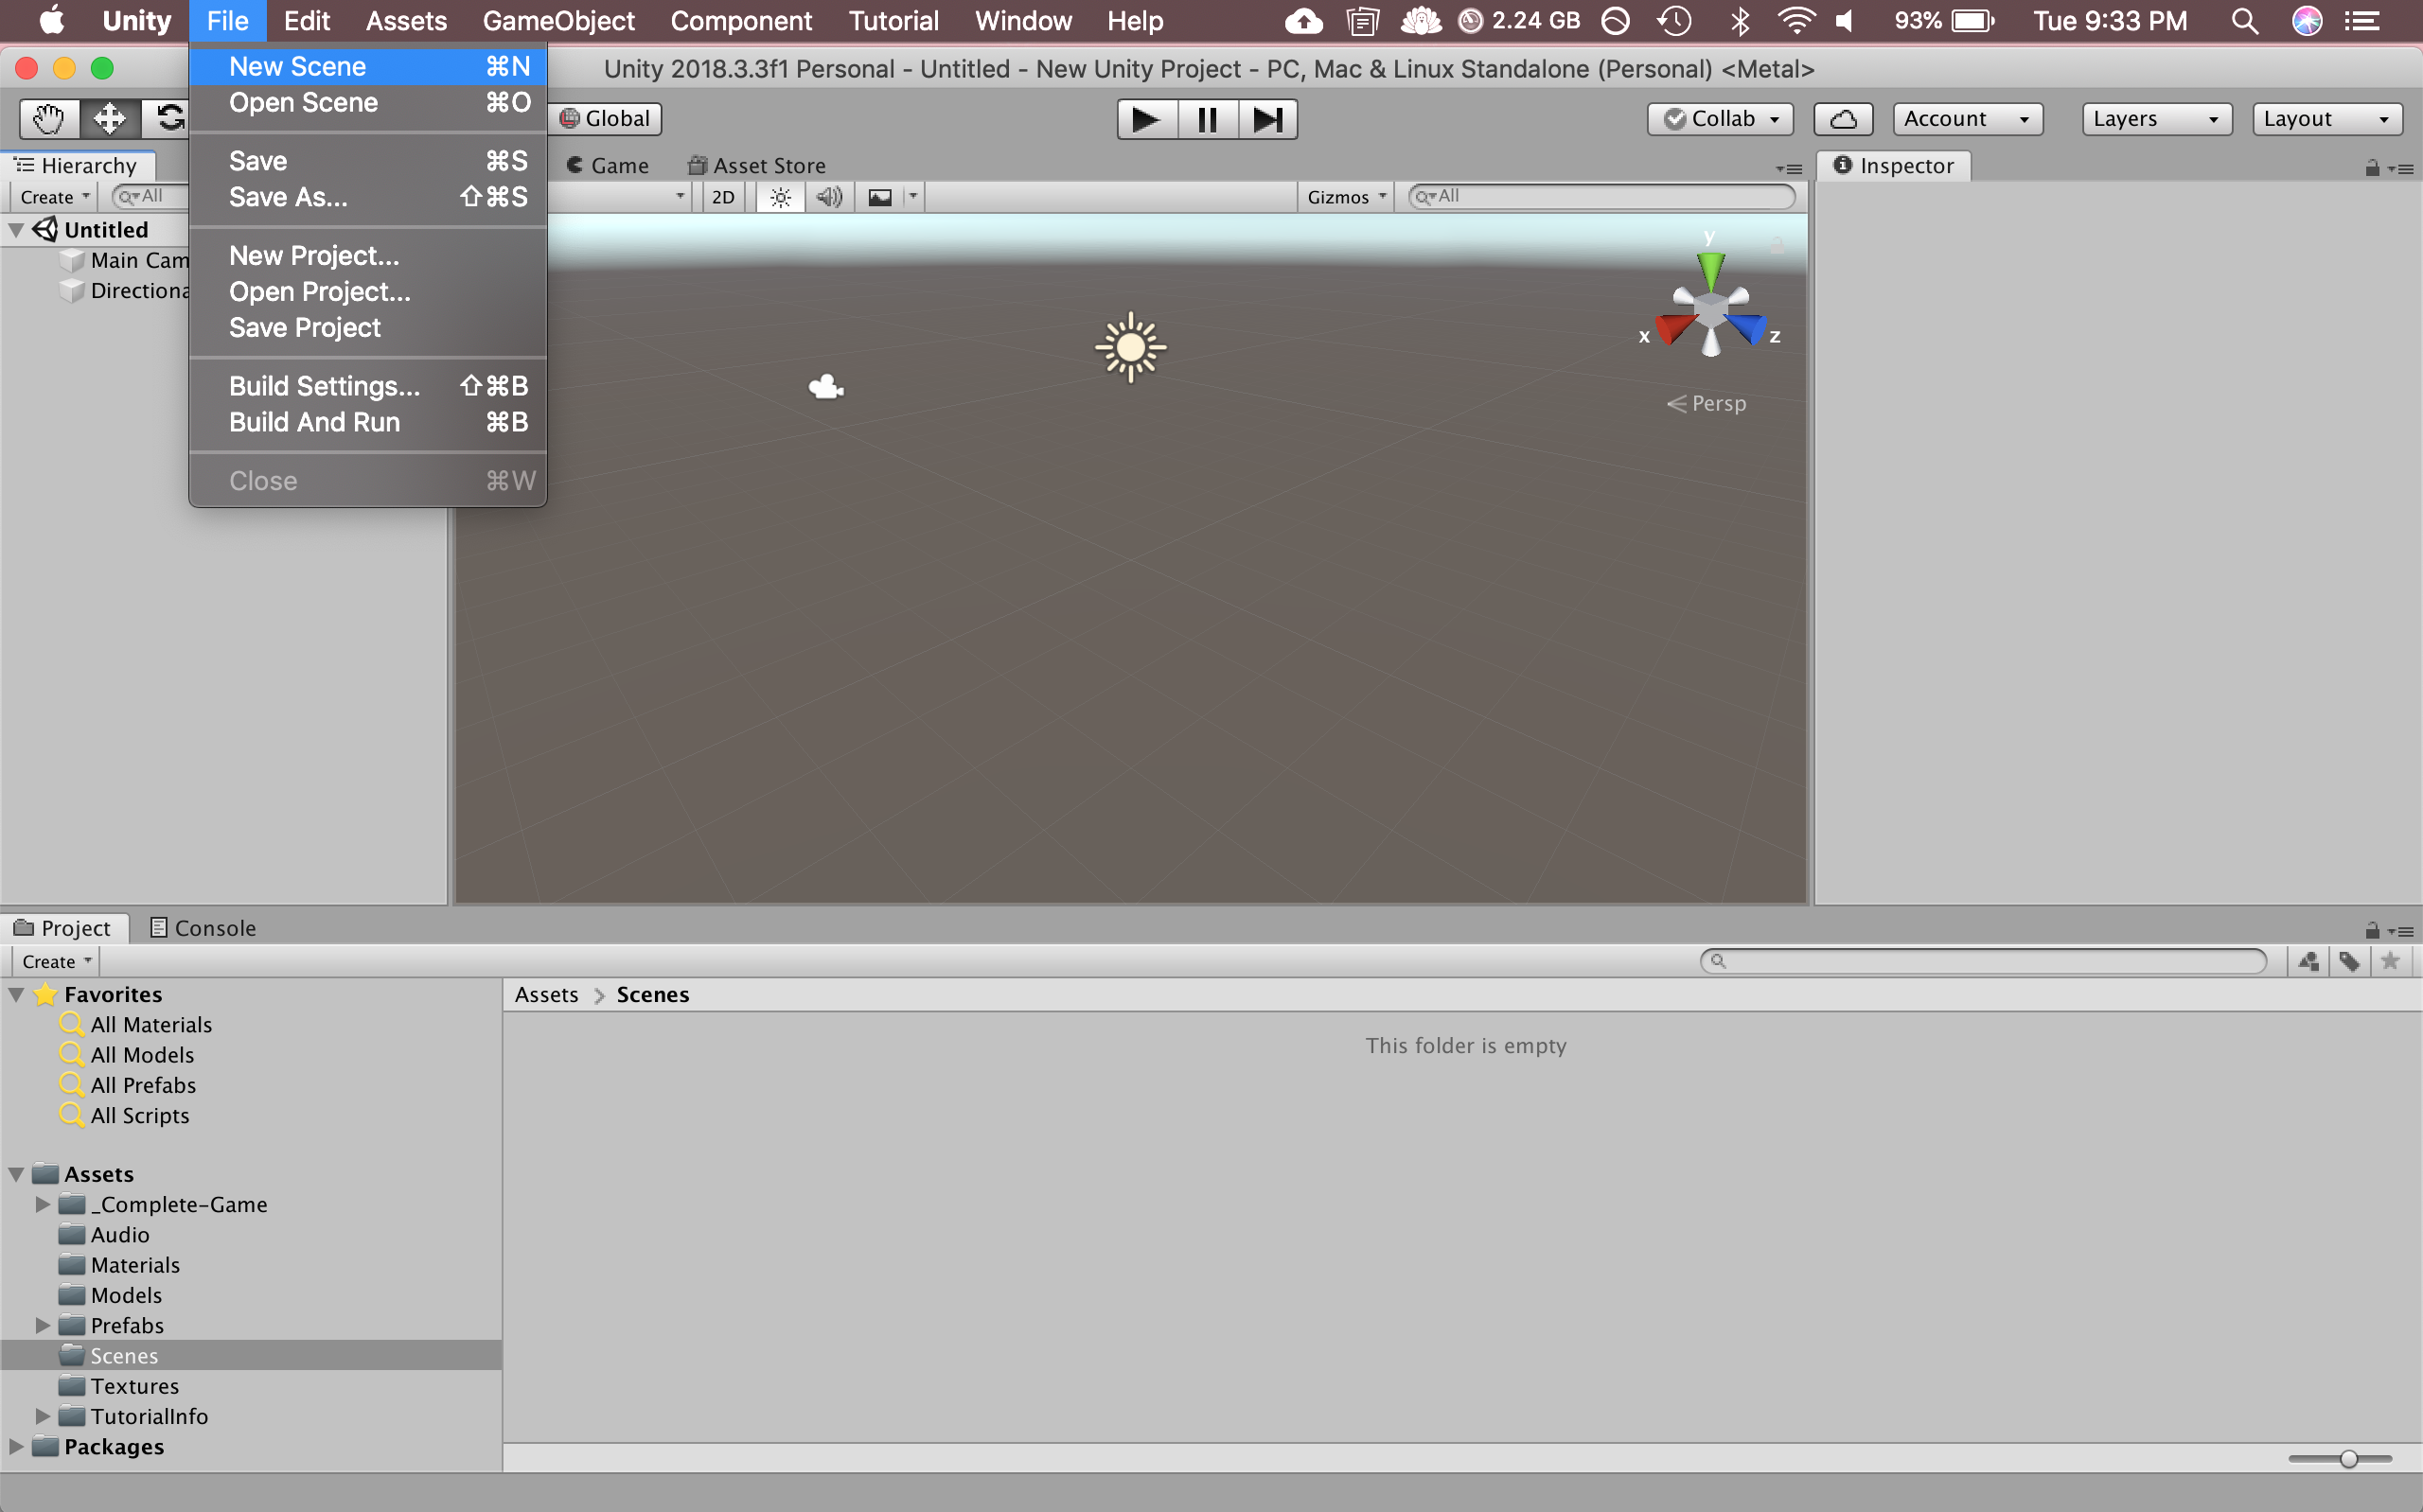 Unity File Edit Assets GameObject Component Tutorial Window Help 2.24 GB 93% Tue 9:33 PM
Unity 2018.3.3f1 Personal - Untitled - New Unity Project - PC, Mac & Linux Standalone (Personal) <Metal>
New Scene ⌘N
Open Scene ⌘O
Save ⌘S
Save As... ⇧⌘S
New Project...
Open Project...
Save Project
Build Settings... ⇧⌘B
Build And Run ⌘B
Close ⌘W
Global Collab Account Layers Layout
Hierarchy Game Asset Store Inspector
Create All 2D Gizmos All
Untitled
Main Cam
Directiona
y
x z
Persp
Project Console
Create
Favorites
All Materials
All Models
All Prefabs
All Scripts
Assets
_Complete-Game
Audio
Materials
Models
Prefabs
Scenes
Textures
TutorialInfo
Packages
Assets > Scenes
This folder is empty